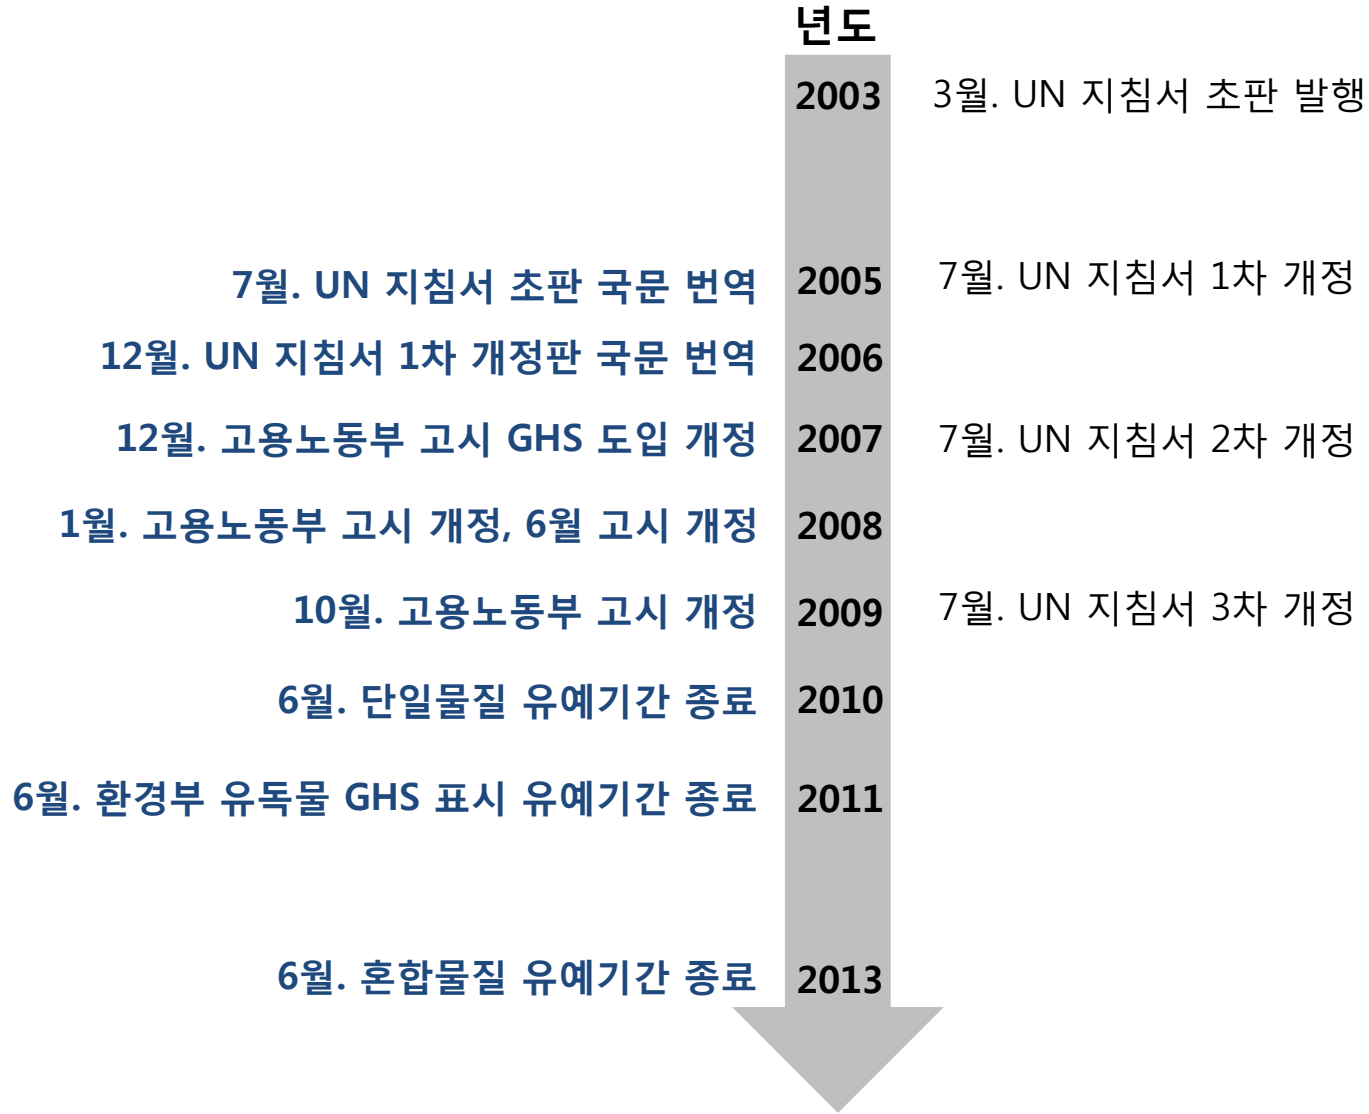 년도
2003 3월. UN 지침서 초판 발행
7월. UN 지침서 초판 국문 번역 2005 7월. UN 지침서 1차 개정
12월. UN 지침서 1차 개정판 국문 번역 2006
12월. 고용노동부 고시 GHS 도입 개정 2007 7월. UN 지침서 2차 개정
1월. 고용노동부 고시 개정, 6월 고시 개정 2008
10월. 고용노동부 고시 개정 2009 7월. UN 지침서 3차 개정
6월. 단일물질 유예기간 종료 2010
6월. 환경부 유독물 GHS 표시 유예기간 종료 2011
6월. 혼합물질 유예기간 종료 2013